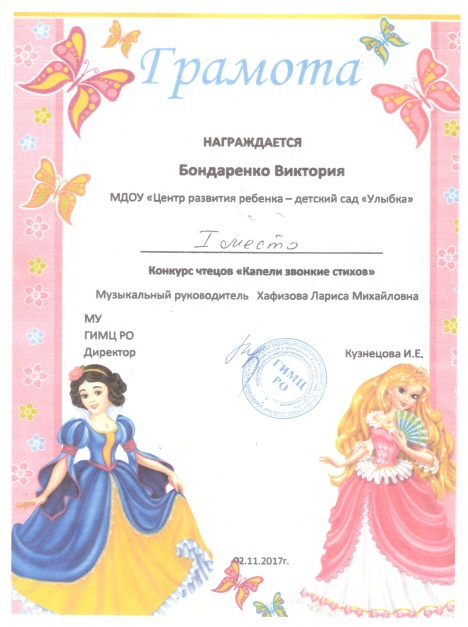 Грамота
НАГРАЖДАЕТСЯ
Бондаренко Виктория
МДОУ «Центр развития ребенка – детский сад «Улыбка»
I место
Конкурс чтецов «Капели звонкие стихов»
Музыкальный руководитель Хафизова Лариса Михайловна
МУ
ГИМЦ РО
Директор Кузнецова И.Е.
ГИМЦ
РО
02.11.2017г.